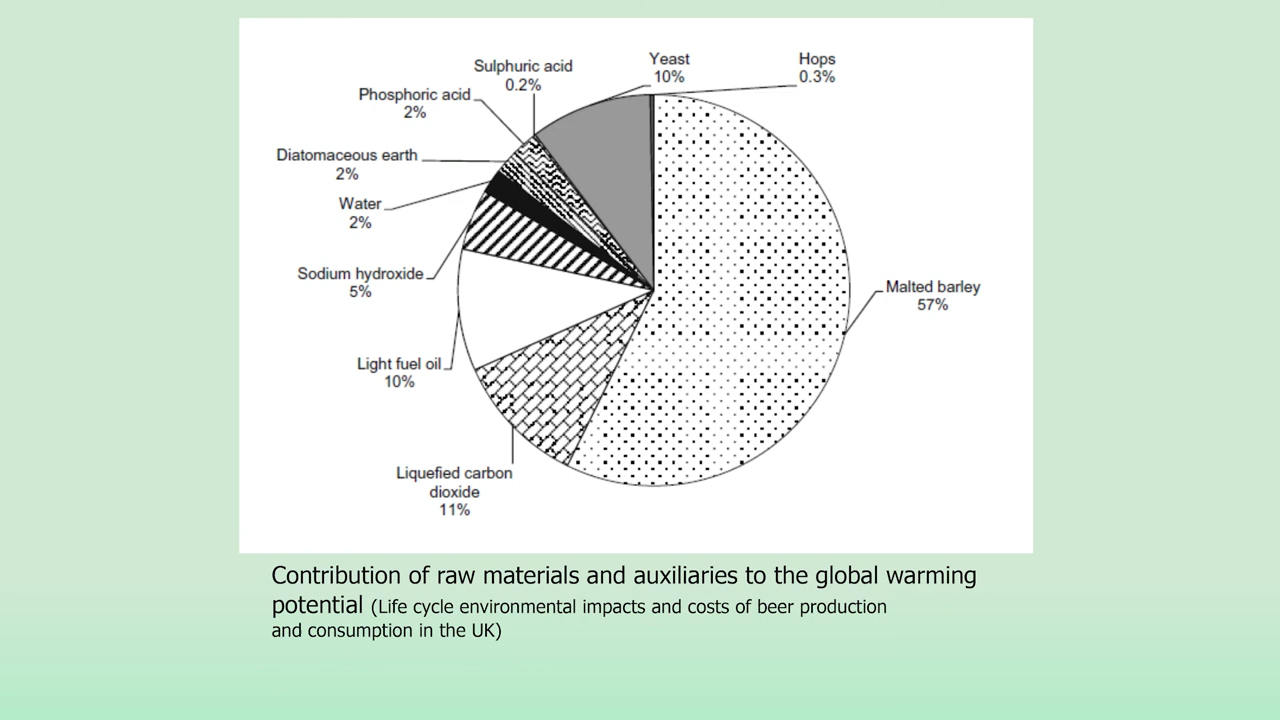 Yeast
10%
Hops
0.3%
Sulphuric acid
0.2%
Phosphoric acid
2%
Diatomaceous earth
2%
Water
2%
Sodium hydroxide
5%
Malted barley
57%
Light fuel oil
10%
Liquefied carbon
dioxide
11%
Contribution of raw materials and auxiliaries to the global warming
potential (Life cycle environmental impacts and costs of beer production
and consumption in the UK)